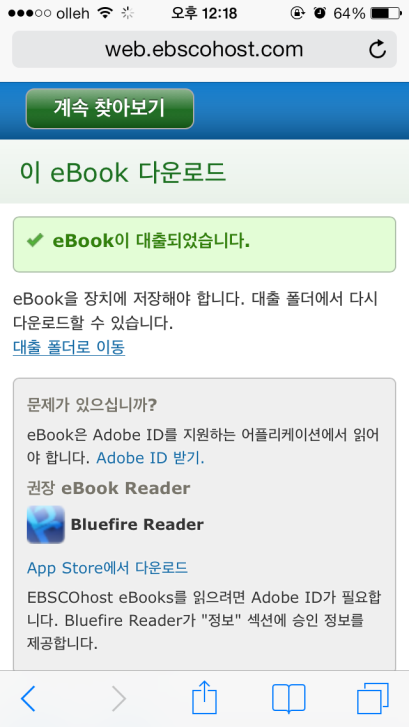 olleh 오후 12:18 64%
web.ebscohost.com
계속 찾아보기
이 eBook 다운로드
eBook이 대출되었습니다.
eBook을 장치에 저장해야 합니다. 대출 폴더에서 다시
다운로드할 수 있습니다.
대출 폴더로 이동
문제가 있으십니까?
eBook은 Adobe ID를 지원하는 어플리케이션에서 읽어
야 합니다. Adobe ID 받기.
권장 eBook Reader
Bluefire Reader
App Store에서 다운로드
EBSCOhost eBooks를 읽으려면 Adobe ID가 필요합
니다. Bluefire Reader가 "정보" 섹션에 승인 정보를
제공합니다.